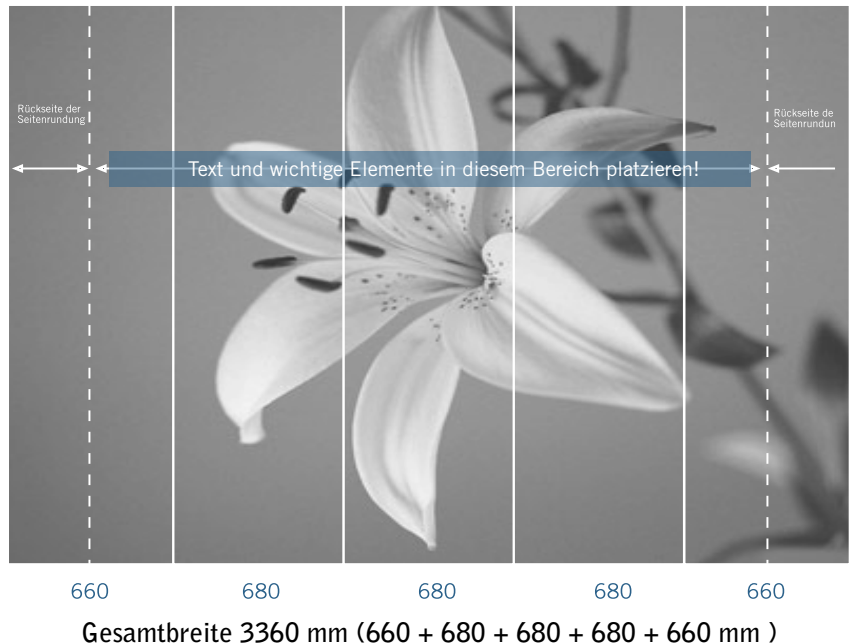 Rückseite der
Seitenrundung
Rückseite de
Seitenrundun
Text und wichtige Elemente in diesem Bereich platzieren!
660 680 680 680 660
Gesamtbreite 3360 mm (660 + 680 + 680 + 680 + 660 mm )